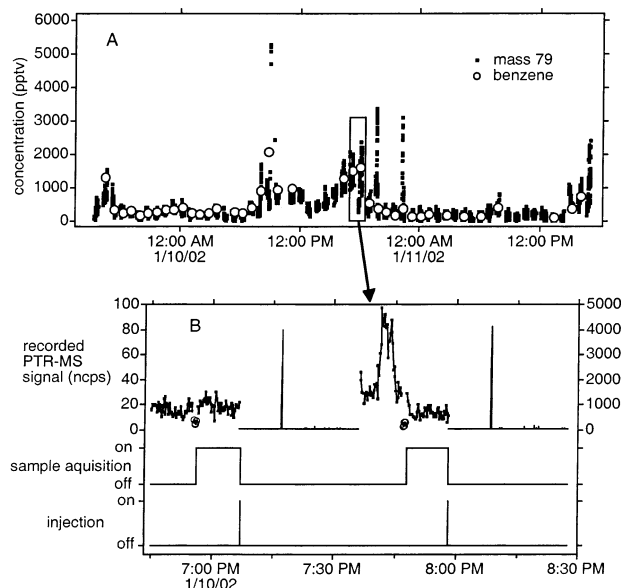 6000
A
5000
mass 79
benzene
4000
concentration (pptv)
3000
2000
1000
0
12:00 AM 12:00 PM 12:00 AM 12:00 PM
1/10/02 1/11/02
100 5000
B
recorded
PTR-MS
signal (ncps)
80 4000
60 3000
40 2000
20 1000
0 0
on
sample aquisition
off
on
injection
off
7:00 PM 7:30 PM 8:00 PM 8:30 PM
1/10/02